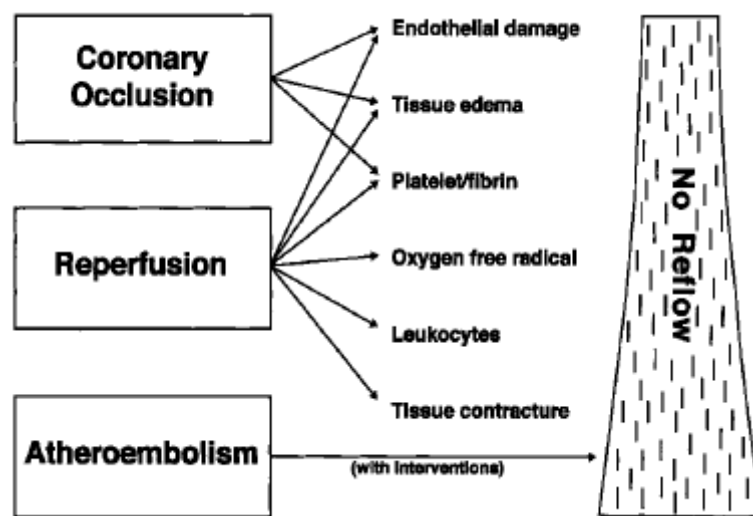 Coronary
Occlusion
Reperfusion
Atheroembolism
Endothelial damage
Tissue edema
Platelet/fibrin
Oxygen free radical
Leukocytes
Tissue contracture
(with interventions)
No Reflow